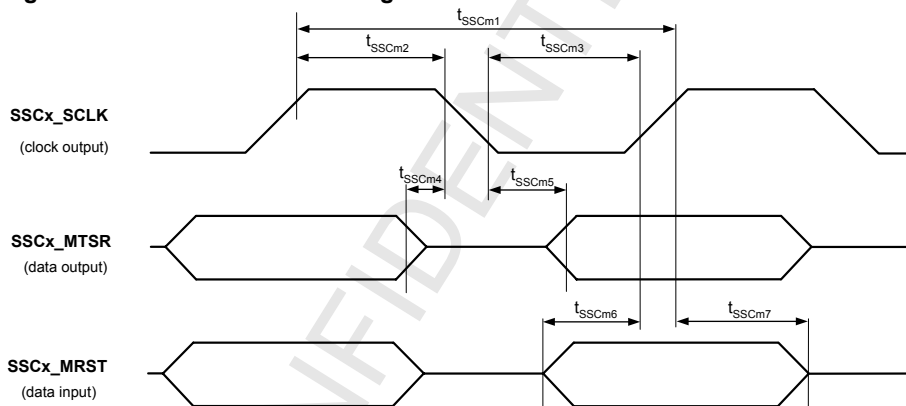 tSSCm1
tSSCm2
tSSCm3
SSCx_SCLK
(clock output)
tSSCm4
tSSCm5
SSCx_MTSR
(data output)
tSSCm6
tSSCm7
SSCx_MRST
(data input)